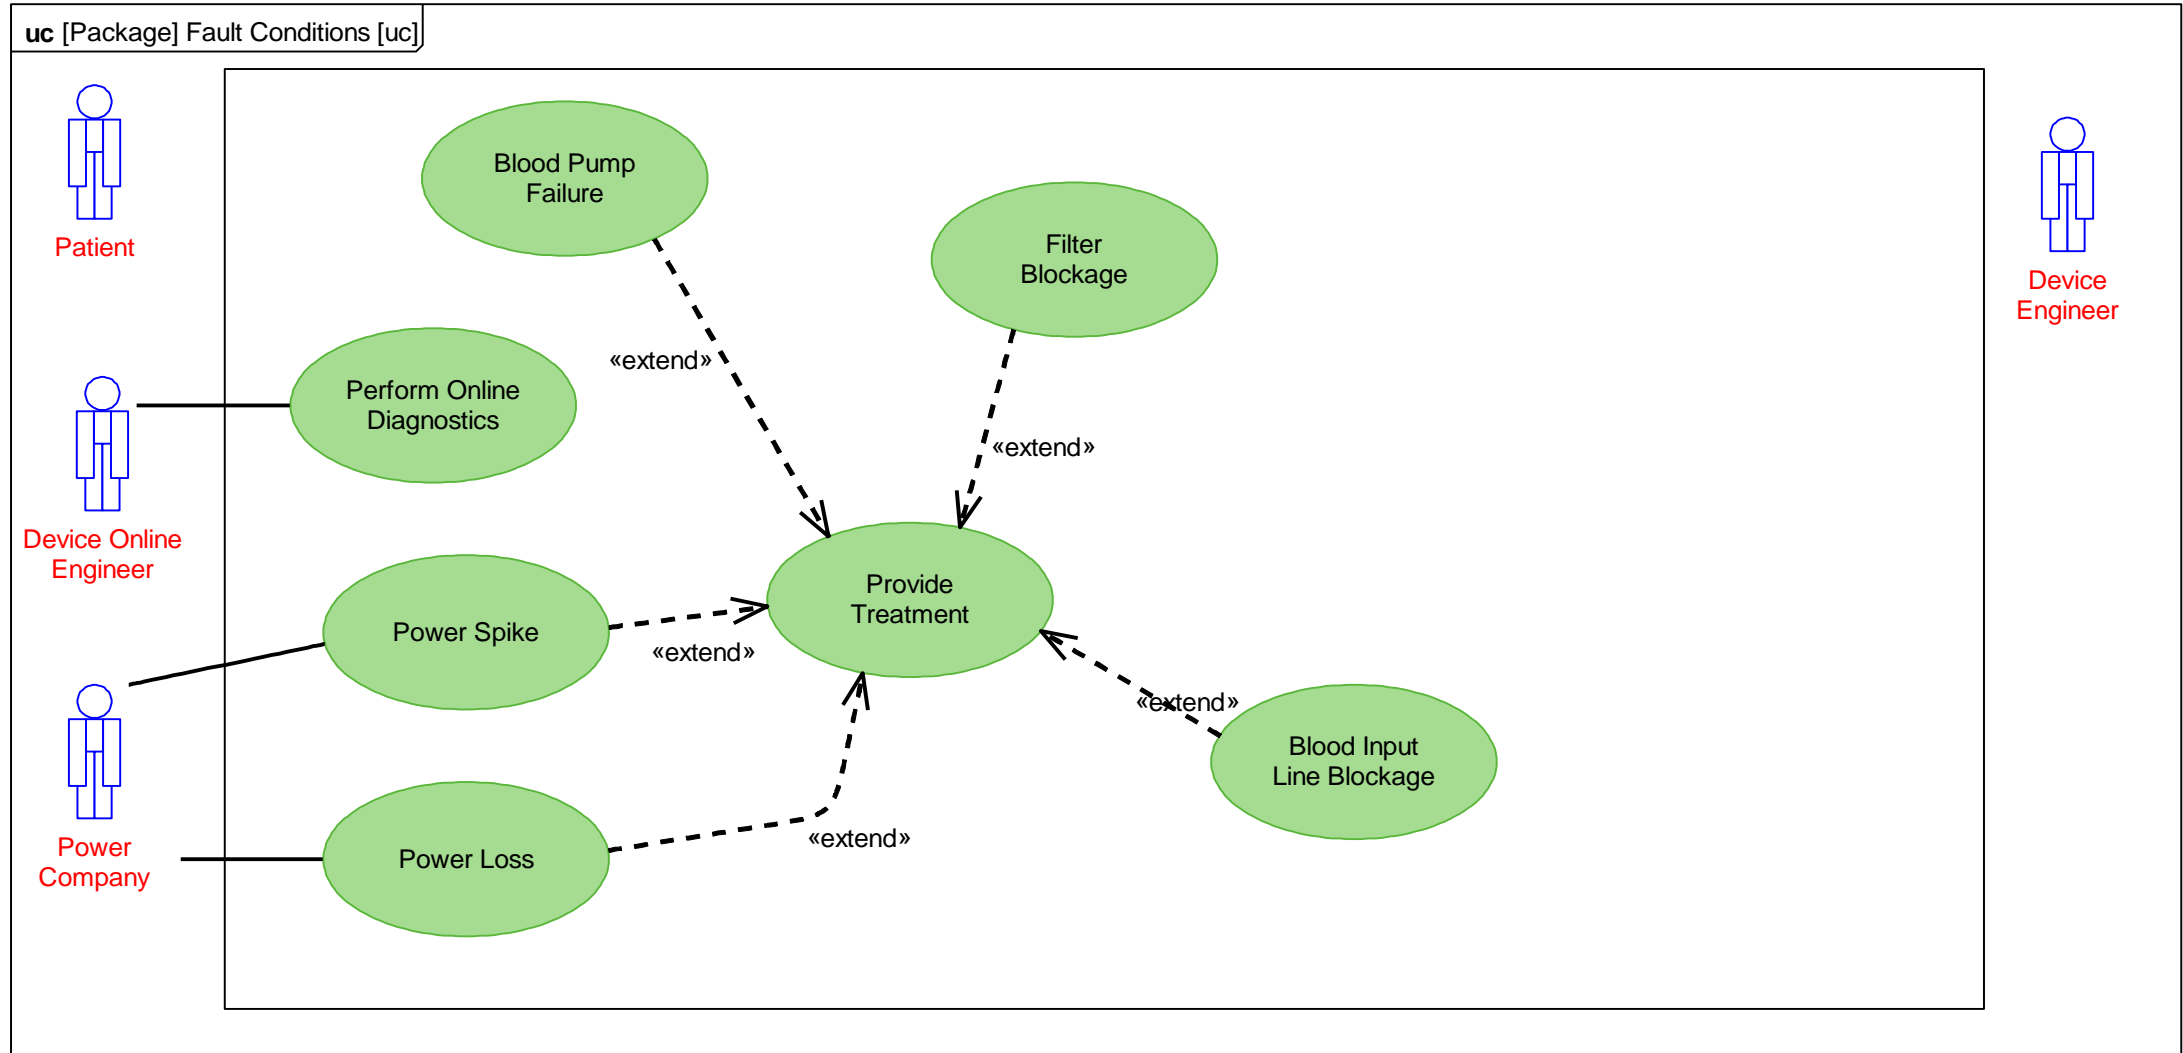 uc [Package] Fault Conditions [uc]
Patient
Blood Pump
Failure
Filter
Blockage
Device
Engineer
«extend»
Perform Online
Diagnostics
«extend»
Device Online
Engineer
Provide
Treatment
Power Spike
«extend»
«extend»
Blood Input
Line Blockage
Power
Company
Power Loss
«extend»